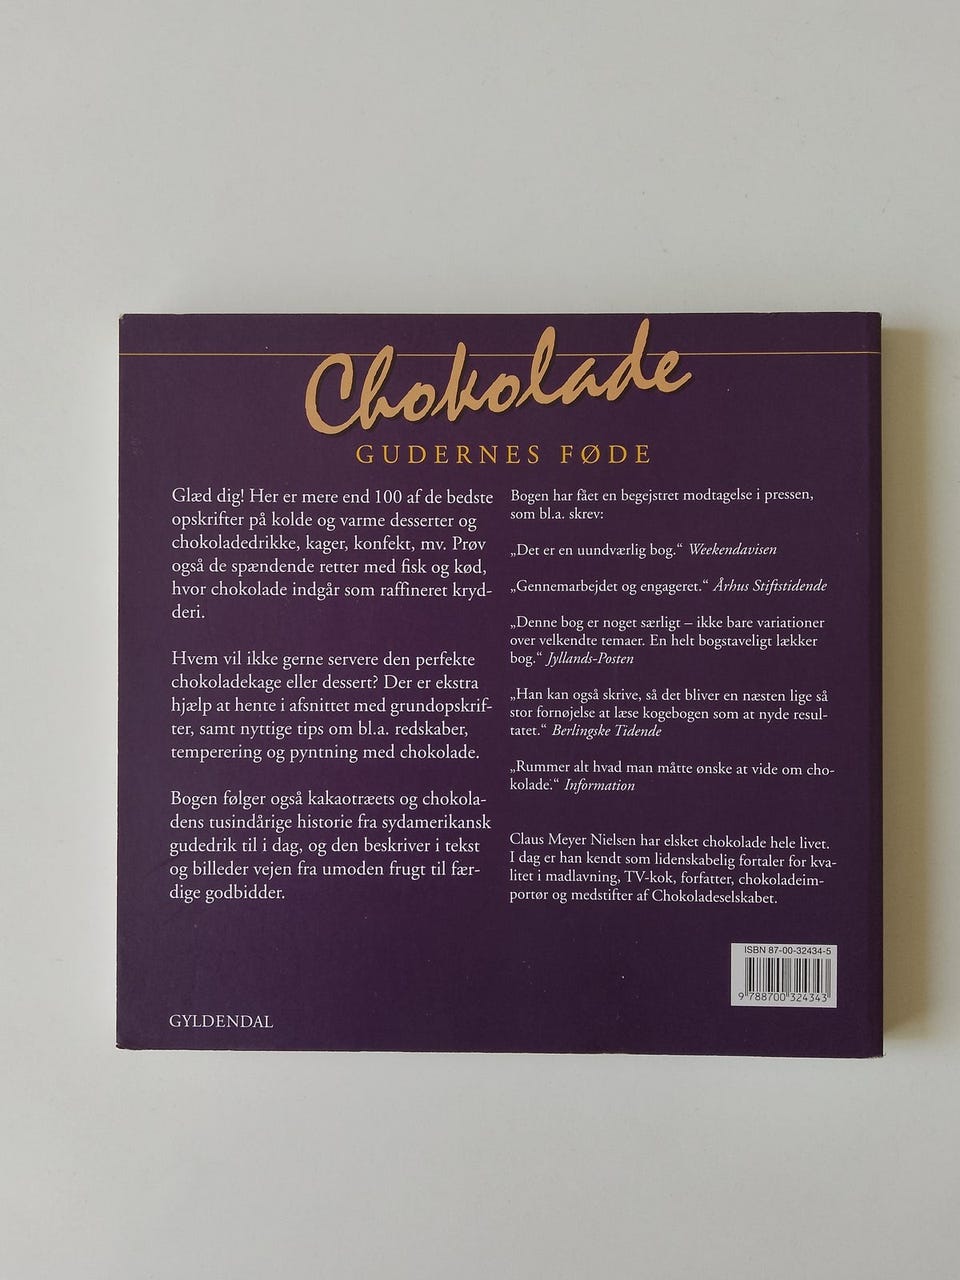 Chokolade
GUDERNES FØDE
Glæd dig! Her er mere end 100 af de bedste
opskrifter på kolde og varme desserter og
chokoladedrikke, kager, konfekt, mv. Prøv
også de spændende retter med fisk og kød,
hvor chokolade indgår som raffineret kryd-
deri.
Hvem vil ikke gerne servere den perfekte
chokoladekage eller dessert? Der er ekstra
hjælp at hente i afsnittet med grundopskrif-
ter, samt nyttige tips om bl.a. redskaber,
temperering og pyntning med chokolade.
Bogen følger også kakaotræets og chokola-
dens tusindårige historie fra sydamerikansk
gudedrik til i dag, og den beskriver i tekst
og billeder vejen fra umoden frugt til fær-
dige godbidder.
GYLDENDAL
Bogen har fået en begejstret modtagelse i pressen,
som bl.a. skrev:
„Det er en uundværlig bog.“ Weekendavisen
„Gennemarbejdet og engageret.“ Århus Stiftstidende
„Denne bog er noget særligt – ikke bare variationer
over velkendte temaer. En helt bogstaveligt lækker
bog.“ Jyllands-Posten
„Han kan også skrive, så det bliver en næsten lige så
stor fornøjelse at læse kogebogen som at nyde resul-
tatet.“ Berlingske Tidende
„Rummer alt hvad man måtte ønske at vide om cho-
kolade.“ Information
Claus Meyer Nielsen har elsket chokolade hele livet.
I dag er han kendt som lidenskabelig fortaler for kva-
litet i madlavning, TV-kok, forfatter, chokoladeim-
portør og medstifter af Chokoladeselskabet.
ISBN 87-00-32434-5
9 788700 324343